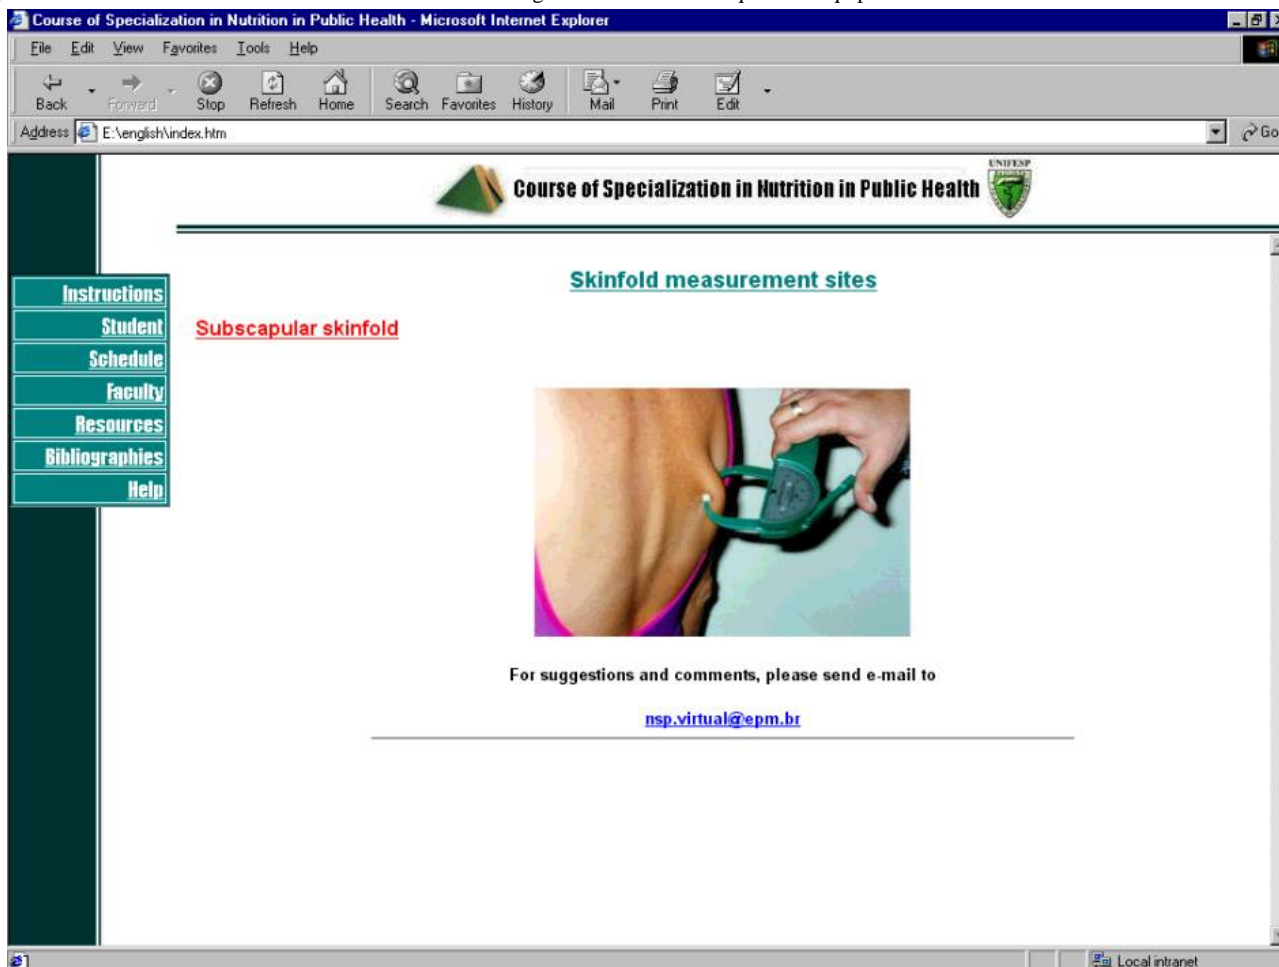 Course of Specialization in Nutrition in Public Health - Microsoft Internet Explorer
File Edit View Favorites Tools Help
Back Forward Stop Refresh Home Search Favorites History Mail Print Edit
Address E:\english\index.htm Go
UNIFESP
Course of Specialization in Nutrition in Public Health
Skinfold measurement sites
Instructions
Student
Schedule
Faculty
Resources
Bibliographies
Help
Subscapular skinfold
For suggestions and comments, please send e-mail to
nsp.virtual@epm.br
Local intranet